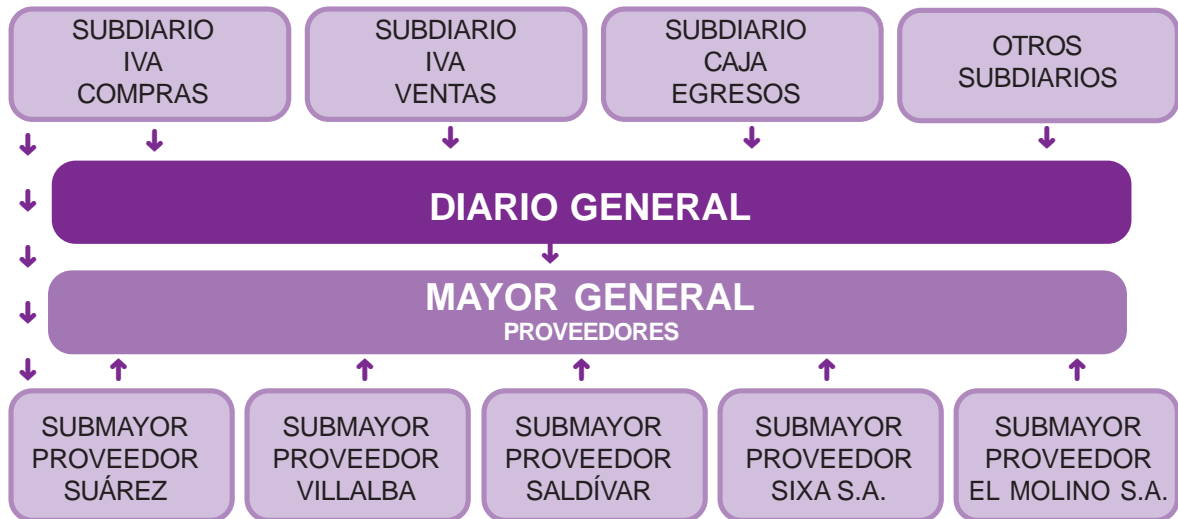 SUBDIARIO
IVA
COMPRAS
SUBDIARIO
IVA
VENTAS
SUBDIARIO
CAJA
EGRESOS
OTROS
SUBDIARIOS
DIARIO GENERAL
MAYOR GENERAL
PROVEEDORES
SUBMAYOR
PROVEEDOR
SUÁREZ
SUBMAYOR
PROVEEDOR
VILLALBA
SUBMAYOR
PROVEEDOR
SALDÍVAR
SUBMAYOR
PROVEEDOR
SIXA S.A.
SUBMAYOR
PROVEEDOR
EL MOLINO S.A.